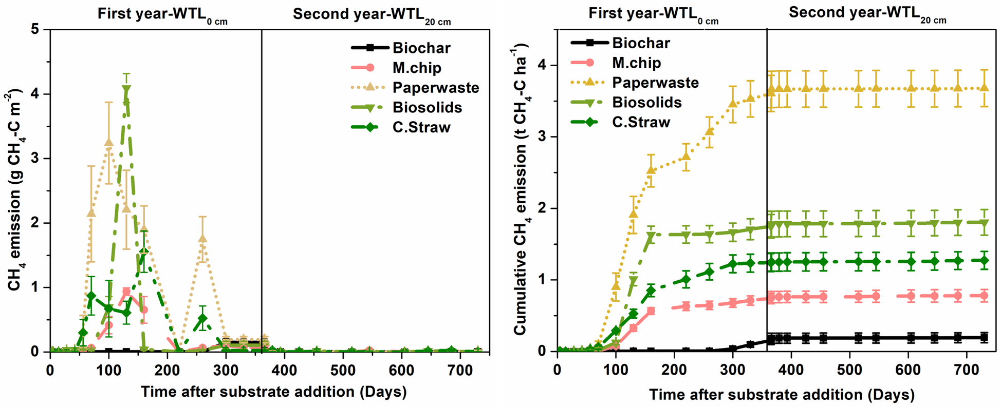 First year-WTL0 cm
Second year-WTL20 cm
5
4
3
2
1
0
CH4 emission (g CH4-C m-2)
Biochar
M.chip
Paperwaste
Biosolids
C.Straw
0 100 200 300 400 500 600 700
Time after substrate addition (Days)
First year-WTL0 cm
Second year-WTL20 cm
4
3
2
1
0
Cumulative CH4 emission (t CH4-C ha-1)
Biochar
M.chip
Paperwaste
Biosolids
C.Straw
0 100 200 300 400 500 600 700
Time after substrate addition (Days)